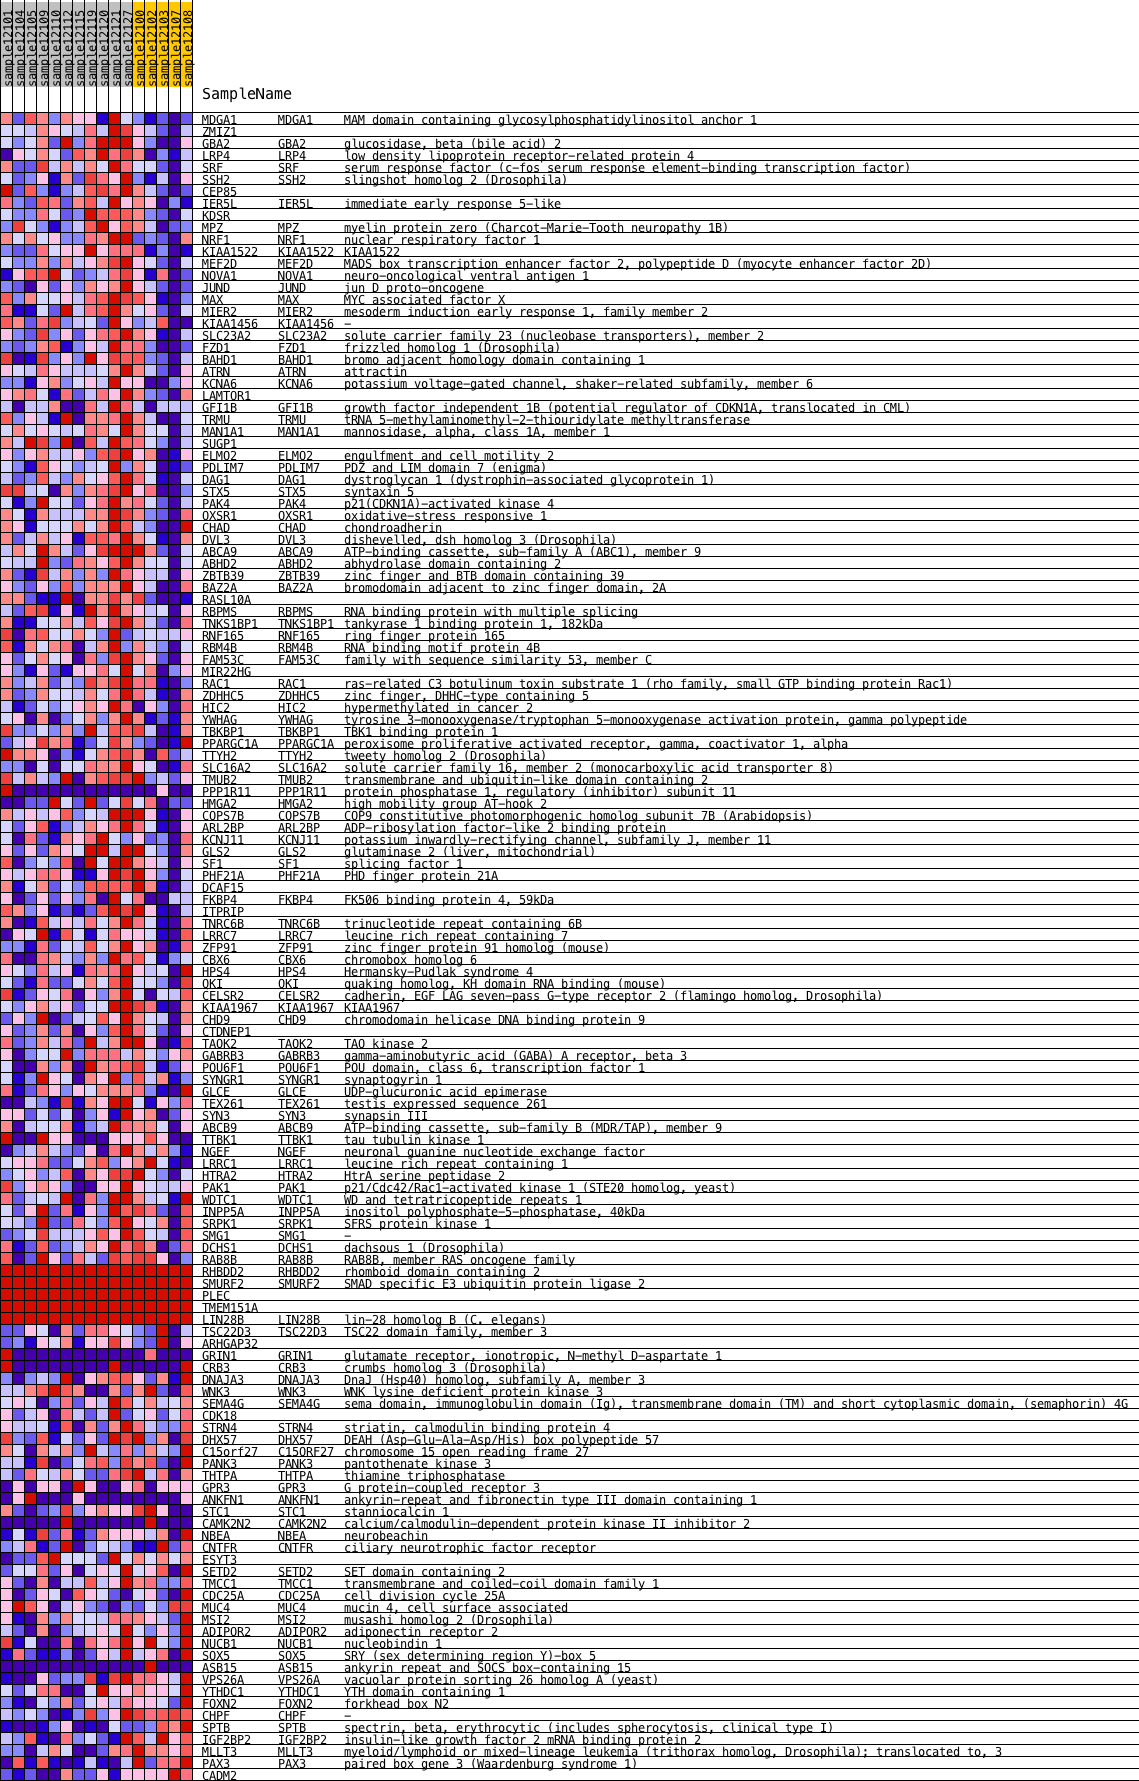 sample12101
sample12104
sample12105
sample12109
sample12110
sample12112
sample12115
sample12119
sample12120
sample12121
sample12127
sample12100
sample12102
sample12103
sample12107
sample12108
SampleName
MDGA1 MDGA1 MAM domain containing glycosylphosphatidylinositol anchor 1
ZMIZ1
GBA2 GBA2 glucosidase, beta (bile acid) 2
LRP4 LRP4 low density lipoprotein receptor-related protein 4
SRF SRF serum response factor (c-fos serum response element-binding transcription factor)
SSH2 SSH2 slingshot homolog 2 (Drosophila)
CEP85
IER5L IER5L immediate early response 5-like
KDSR
MPZ MPZ myelin protein zero (Charcot-Marie-Tooth neuropathy 1B)
NRF1 NRF1 nuclear respiratory factor 1
KIAA1522 KIAA1522 KIAA1522
MEF2D MEF2D MADS box transcription enhancer factor 2, polypeptide D (myocyte enhancer factor 2D)
NOVA1 NOVA1 neuro-oncological ventral antigen 1
JUND JUND jun D proto-oncogene
MAX MAX MYC associated factor X
MIER2 MIER2 mesoderm induction early response 1, family member 2
KIAA1456 KIAA1456 -
SLC23A2 SLC23A2 solute carrier family 23 (nucleobase transporters), member 2
FZD1 FZD1 frizzled homolog 1 (Drosophila)
BAHD1 BAHD1 bromo adjacent homology domain containing 1
ATRN ATRN attractin
KCNA6 KCNA6 potassium voltage-gated channel, shaker-related subfamily, member 6
LAMTOR1
GFI1B GFI1B growth factor independent 1B (potential regulator of CDKN1A, translocated in CML)
TRMU TRMU tRNA 5-methylaminomethyl-2-thiouridylate methyltransferase
MAN1A1 MAN1A1 mannosidase, alpha, class 1A, member 1
SUGP1
ELMO2 ELMO2 engulfment and cell motility 2
PDLIM7 PDLIM7 PDZ and LIM domain 7 (enigma)
DAG1 DAG1 dystroglycan 1 (dystrophin-associated glycoprotein 1)
STX5 STX5 syntaxin 5
PAK4 PAK4 p21(CDKN1A)-activated kinase 4
OXSR1 OXSR1 oxidative-stress responsive 1
CHAD CHAD chondroadherin
DVL3 DVL3 dishevelled, dsh homolog 3 (Drosophila)
ABCA9 ABCA9 ATP-binding cassette, sub-family A (ABC1), member 9
ABHD2 ABHD2 abhydrolase domain containing 2
ZBTB39 ZBTB39 zinc finger and BTB domain containing 39
BAZ2A BAZ2A bromodomain adjacent to zinc finger domain, 2A
RASL10A
RBPMS RBPMS RNA binding protein with multiple splicing
TNKS1BP1 TNKS1BP1 tankyrase 1 binding protein 1, 182kDa
RNF165 RNF165 ring finger protein 165
RBM4B RBM4B RNA binding motif protein 4B
FAM53C FAM53C family with sequence similarity 53, member C
MIR22HG
RAC1 RAC1 ras-related C3 botulinum toxin substrate 1 (rho family, small GTP binding protein Rac1)
ZDHHC5 ZDHHC5 zinc finger, DHHC-type containing 5
HIC2 HIC2 hypermethylated in cancer 2
YWHAG YWHAG tyrosine 3-monooxygenase/tryptophan 5-monooxygenase activation protein, gamma polypeptide
TBKBP1 TBKBP1 TBK1 binding protein 1
PPARGC1A PPARGC1A peroxisome proliferative activated receptor, gamma, coactivator 1, alpha
TTYH2 TTYH2 tweety homolog 2 (Drosophila)
SLC16A2 SLC16A2 solute carrier family 16, member 2 (monocarboxylic acid transporter 8)
TMUB2 TMUB2 transmembrane and ubiquitin-like domain containing 2
PPP1R11 PPP1R11 protein phosphatase 1, regulatory (inhibitor) subunit 11
HMGA2 HMGA2 high mobility group AT-hook 2
COPS7B COPS7B COP9 constitutive photomorphogenic homolog subunit 7B (Arabidopsis)
ARL2BP ARL2BP ADP-ribosylation factor-like 2 binding protein
KCNJ11 KCNJ11 potassium inwardly-rectifying channel, subfamily J, member 11
GLS2 GLS2 glutaminase 2 (liver, mitochondrial)
SF1 SF1 splicing factor 1
PHF21A PHF21A PHD finger protein 21A
DCAF15
FKBP4 FKBP4 FK506 binding protein 4, 59kDa
ITPRIP
TNRC6B TNRC6B trinucleotide repeat containing 6B
LRRC7 LRRC7 leucine rich repeat containing 7
ZFP91 ZFP91 zinc finger protein 91 homolog (mouse)
CBX6 CBX6 chromobox homolog 6
HPS4 HPS4 Hermansky-Pudlak syndrome 4
QKI QKI quaking homolog, KH domain RNA binding (mouse)
CELSR2 CELSR2 cadherin, EGF LAG seven-pass G-type receptor 2 (flamingo homolog, Drosophila)
KIAA1967 KIAA1967 KIAA1967
CHD9 CHD9 chromodomain helicase DNA binding protein 9
CTDNEP1
TAOK2 TAOK2 TAO kinase 2
GABRB3 GABRB3 gamma-aminobutyric acid (GABA) A receptor, beta 3
POU6F1 POU6F1 POU domain, class 6, transcription factor 1
SYNGR1 SYNGR1 synaptogyrin 1
GLCE GLCE UDP-glucuronic acid epimerase
TEX261 TEX261 testis expressed sequence 261
SYN3 SYN3 synapsin III
ABCB9 ABCB9 ATP-binding cassette, sub-family B (MDR/TAP), member 9
TTBK1 TTBK1 tau tubulin kinase 1
NGEF NGEF neuronal guanine nucleotide exchange factor
LRRC1 LRRC1 leucine rich repeat containing 1
HTRA2 HTRA2 HtrA serine peptidase 2
PAK1 PAK1 p21/Cdc42/Rac1-activated kinase 1 (STE20 homolog, yeast)
WDTC1 WDTC1 WD and tetratricopeptide repeats 1
INPP5A INPP5A inositol polyphosphate-5-phosphatase, 40kDa
SRPK1 SRPK1 SFRS protein kinase 1
SMG1 SMG1 -
DCHS1 DCHS1 dachsous 1 (Drosophila)
RAB8B RAB8B RAB8B, member RAS oncogene family
RHBDD2 RHBDD2 rhomboid domain containing 2
SMURF2 SMURF2 SMAD specific E3 ubiquitin protein ligase 2
PLEC
TMEM151A
LIN28B LIN28B lin-28 homolog B (C. elegans)
TSC22D3 TSC22D3 TSC22 domain family, member 3
ARHGAP32
GRIN1 GRIN1 glutamate receptor, ionotropic, N-methyl D-aspartate 1
CRB3 CRB3 crumbs homolog 3 (Drosophila)
DNAJA3 DNAJA3 DnaJ (Hsp40) homolog, subfamily A, member 3
WNK3 WNK3 WNK lysine deficient protein kinase 3
SEMA4G SEMA4G sema domain, immunoglobulin domain (Ig), transmembrane domain (TM) and short cytoplasmic domain, (semaphorin) 4G
CDK18
STRN4 STRN4 striatin, calmodulin binding protein 4
DHX57 DHX57 DEAH (Asp-Glu-Ala-Asp/His) box polypeptide 57
C15orf27 C15ORF27 chromosome 15 open reading frame 27
PANK3 PANK3 pantothenate kinase 3
THTPA THTPA thiamine triphosphatase
GPR3 GPR3 G protein-coupled receptor 3
ANKFN1 ANKFN1 ankyrin-repeat and fibronectin type III domain containing 1
STC1 STC1 stanniocalcin 1
CAMK2N2 CAMK2N2 calcium/calmodulin-dependent protein kinase II inhibitor 2
NBEA NBEA neurobeachin
CNTFR CNTFR ciliary neurotrophic factor receptor
ESYT3
SETD2 SETD2 SET domain containing 2
TMCC1 TMCC1 transmembrane and coiled-coil domain family 1
CDC25A CDC25A cell division cycle 25A
MUC4 MUC4 mucin 4, cell surface associated
MSI2 MSI2 musashi homolog 2 (Drosophila)
ADIPOR2 ADIPOR2 adiponectin receptor 2
NUCB1 NUCB1 nucleobindin 1
SOX5 SOX5 SRY (sex determining region Y)-box 5
ASB15 ASB15 ankyrin repeat and SOCS box-containing 15
VPS26A VPS26A vacuolar protein sorting 26 homolog A (yeast)
YTHDC1 YTHDC1 YTH domain containing 1
FOXN2 FOXN2 forkhead box N2
CHPF CHPF -
SPTB SPTB spectrin, beta, erythrocytic (includes spherocytosis, clinical type I)
IGF2BP2 IGF2BP2 insulin-like growth factor 2 mRNA binding protein 2
MLLT3 MLLT3 myeloid/lymphoid or mixed-lineage leukemia (trithorax homolog, Drosophila); translocated to, 3
PAX3 PAX3 paired box gene 3 (Waardenburg syndrome 1)
CADM2